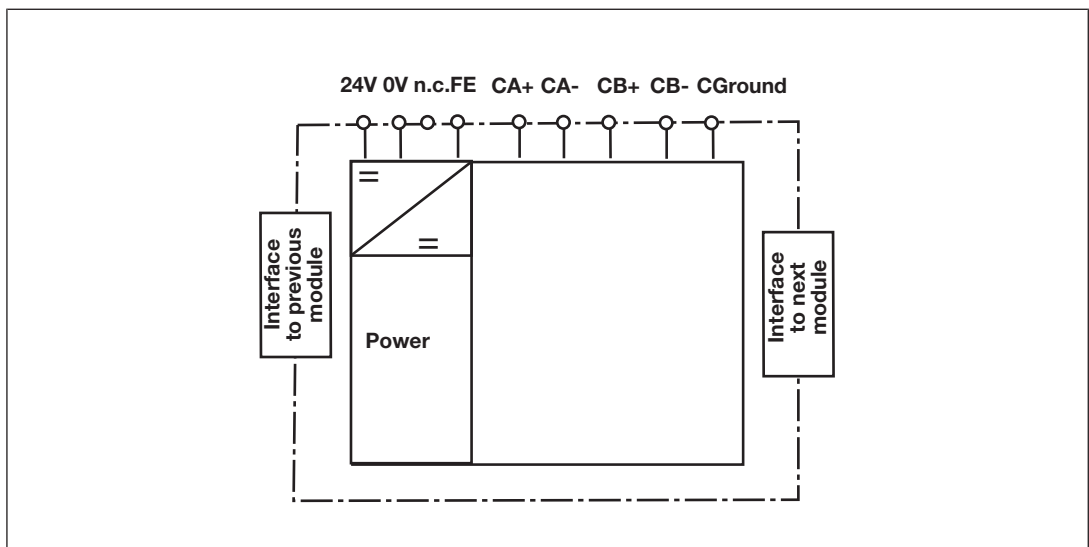 24V 0V n.c.FE CA+ CA- CB+ CB- CGround
Interface
to previous
module
Power
Interface
to next
module